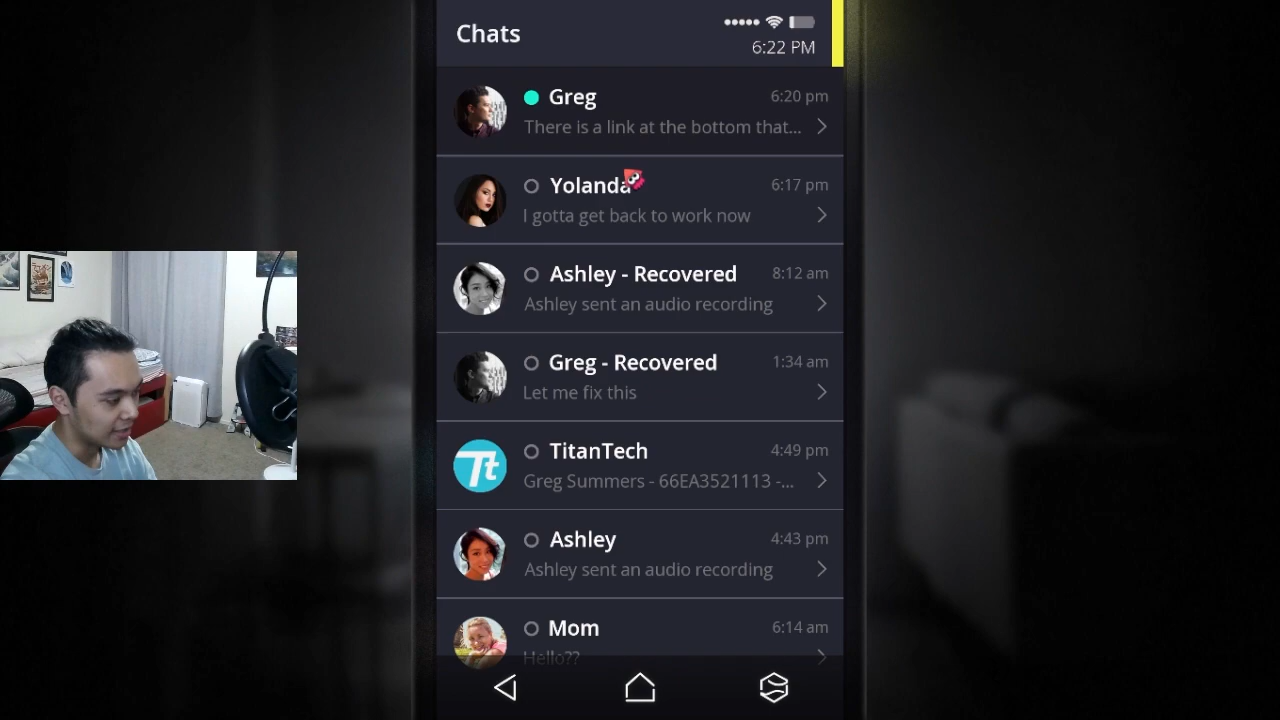 Chats
6:22 PM
Greg 6:20 pm
There is a link at the bottom that...
Yolanda 6:17 pm
I gotta get back to work now
Ashley - Recovered 8:12 am
Ashley sent an audio recording
Greg - Recovered 1:34 am
Let me fix this
Tt
TitanTech 4:49 pm
Greg Summers - 66EA3521113 -...
Ashley 4:43 pm
Ashley sent an audio recording
Mom 6:14 am
Hello??